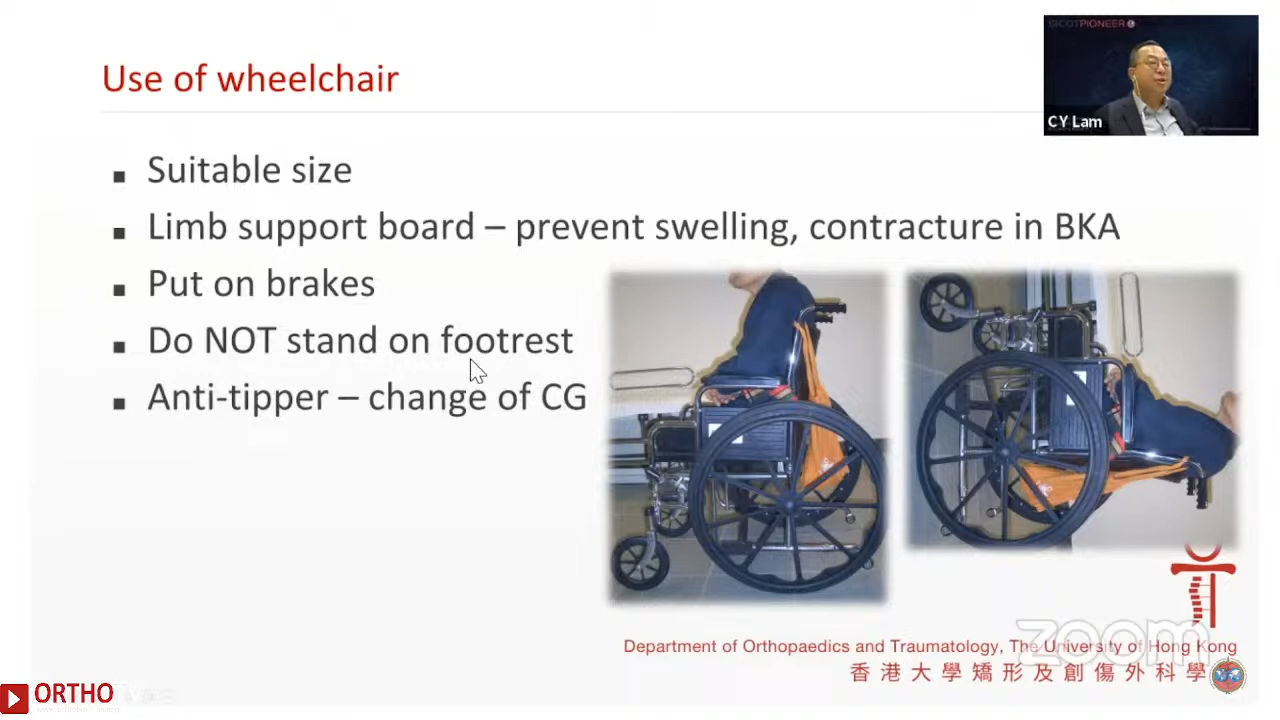 Use of wheelchair
SICOTPIONEER
CY Lam
Suitable size
Limb support board – prevent swelling, contracture in BKA
Put on brakes
Do NOT stand on footrest
Anti-tipper – change of CG
zoom
Department of Orthopaedics and Traumatology, The University of Hong Kong
香港大學矯形及創傷外科學
ORTHO